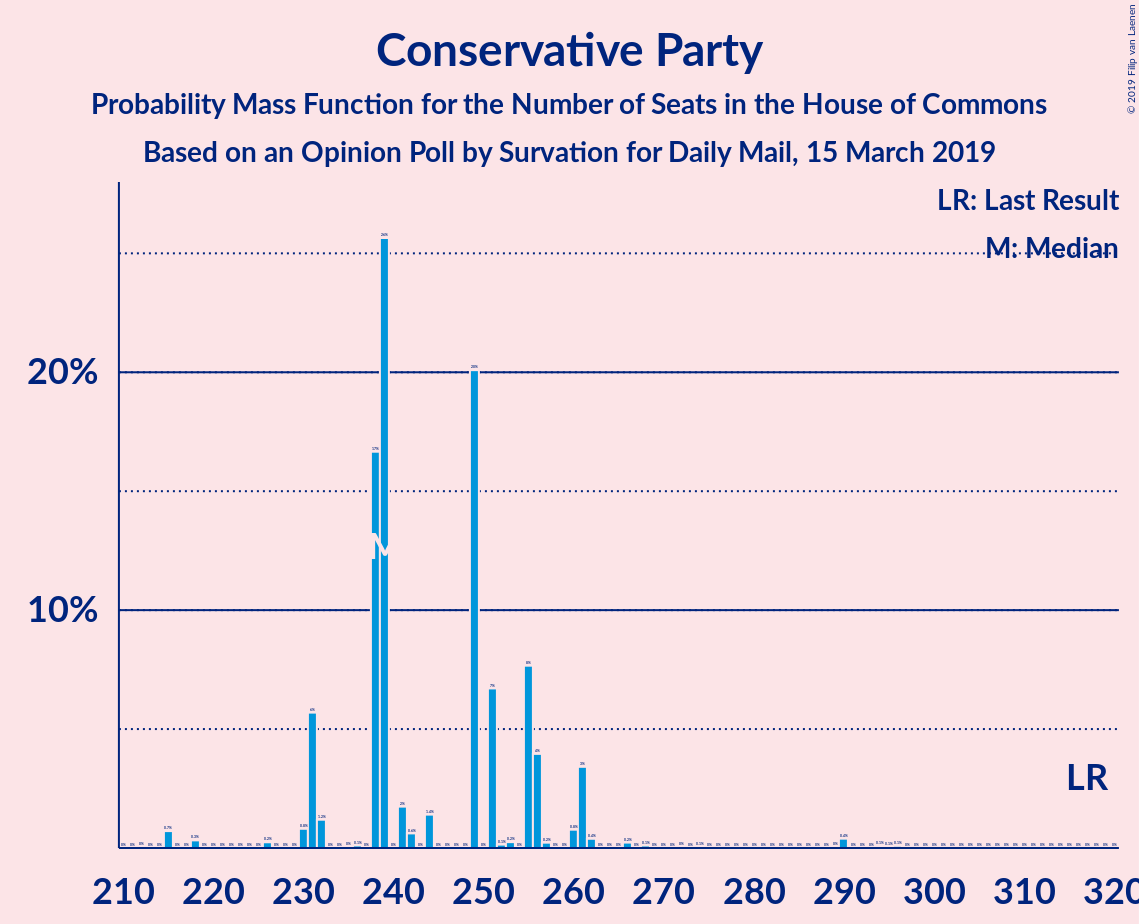 Conservative Party
Probability Mass Function for the Number of Seats in the House of Commons
Based on an Opinion Poll by Survation for Daily Mail, 15 March 2019
© 2019 Filip van Laenen
LR: Last Result
M: Median
20%
10%
M
LR
210 220 230 240 250 260 270 280 290 300 310 320